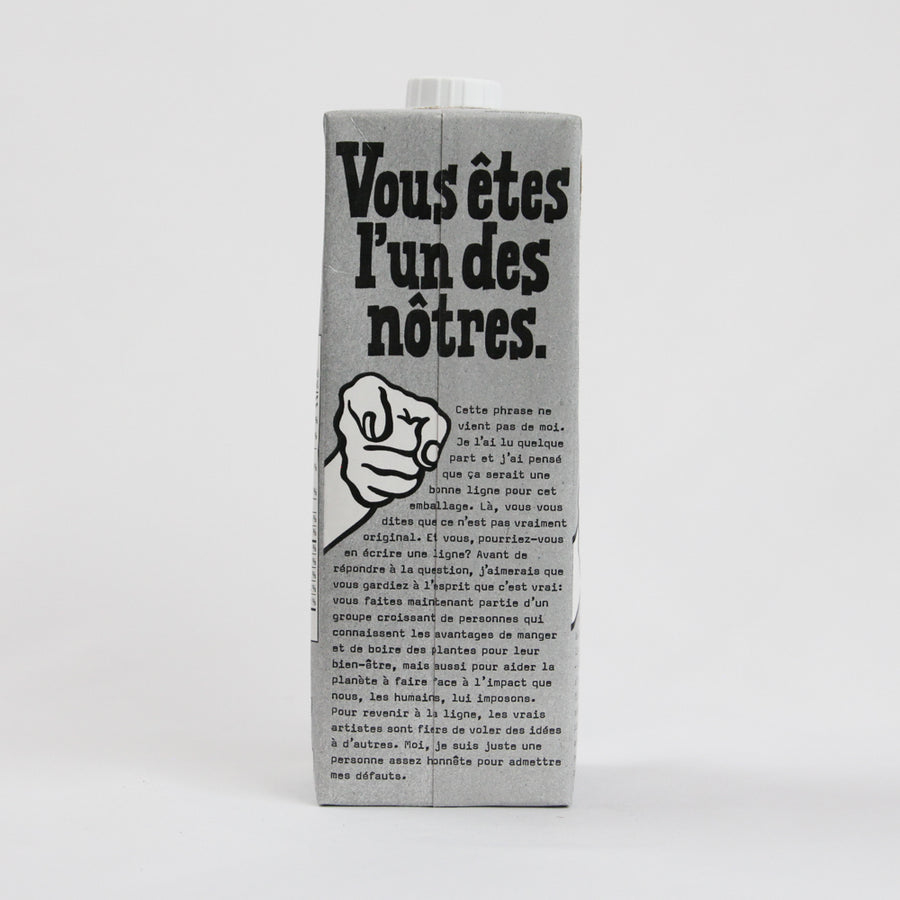 Vous êtes
l'un des
nôtres.
Cette phrase ne
vient pas de moi.
Je l'ai lu quelque
part et j'ai pensé
que ça serait une
bonne ligne pour cet
emballage. Là, vous vous
dites que ce n'est pas vraiment
original. Et vous, pourriez-vous
en écrire une ligne? Avant de
répondre à la question, j'aimerais que
vous gardiez à l'esprit que c'est vrai:
vous faites maintenant partie d'un
groupe croissant de personnes qui
connaissent les avantages de manger
et de boire des plantes pour leur
bien-être, mais aussi pour aider la
planète à faire face à l'impact que
nous, les humains, lui imposons.
Pour revenir à la ligne, les vrais
artistes sont fiers de voler des idées
à d'autres. Moi, je suis juste une
personne assez honnête pour admettre
mes défauts.